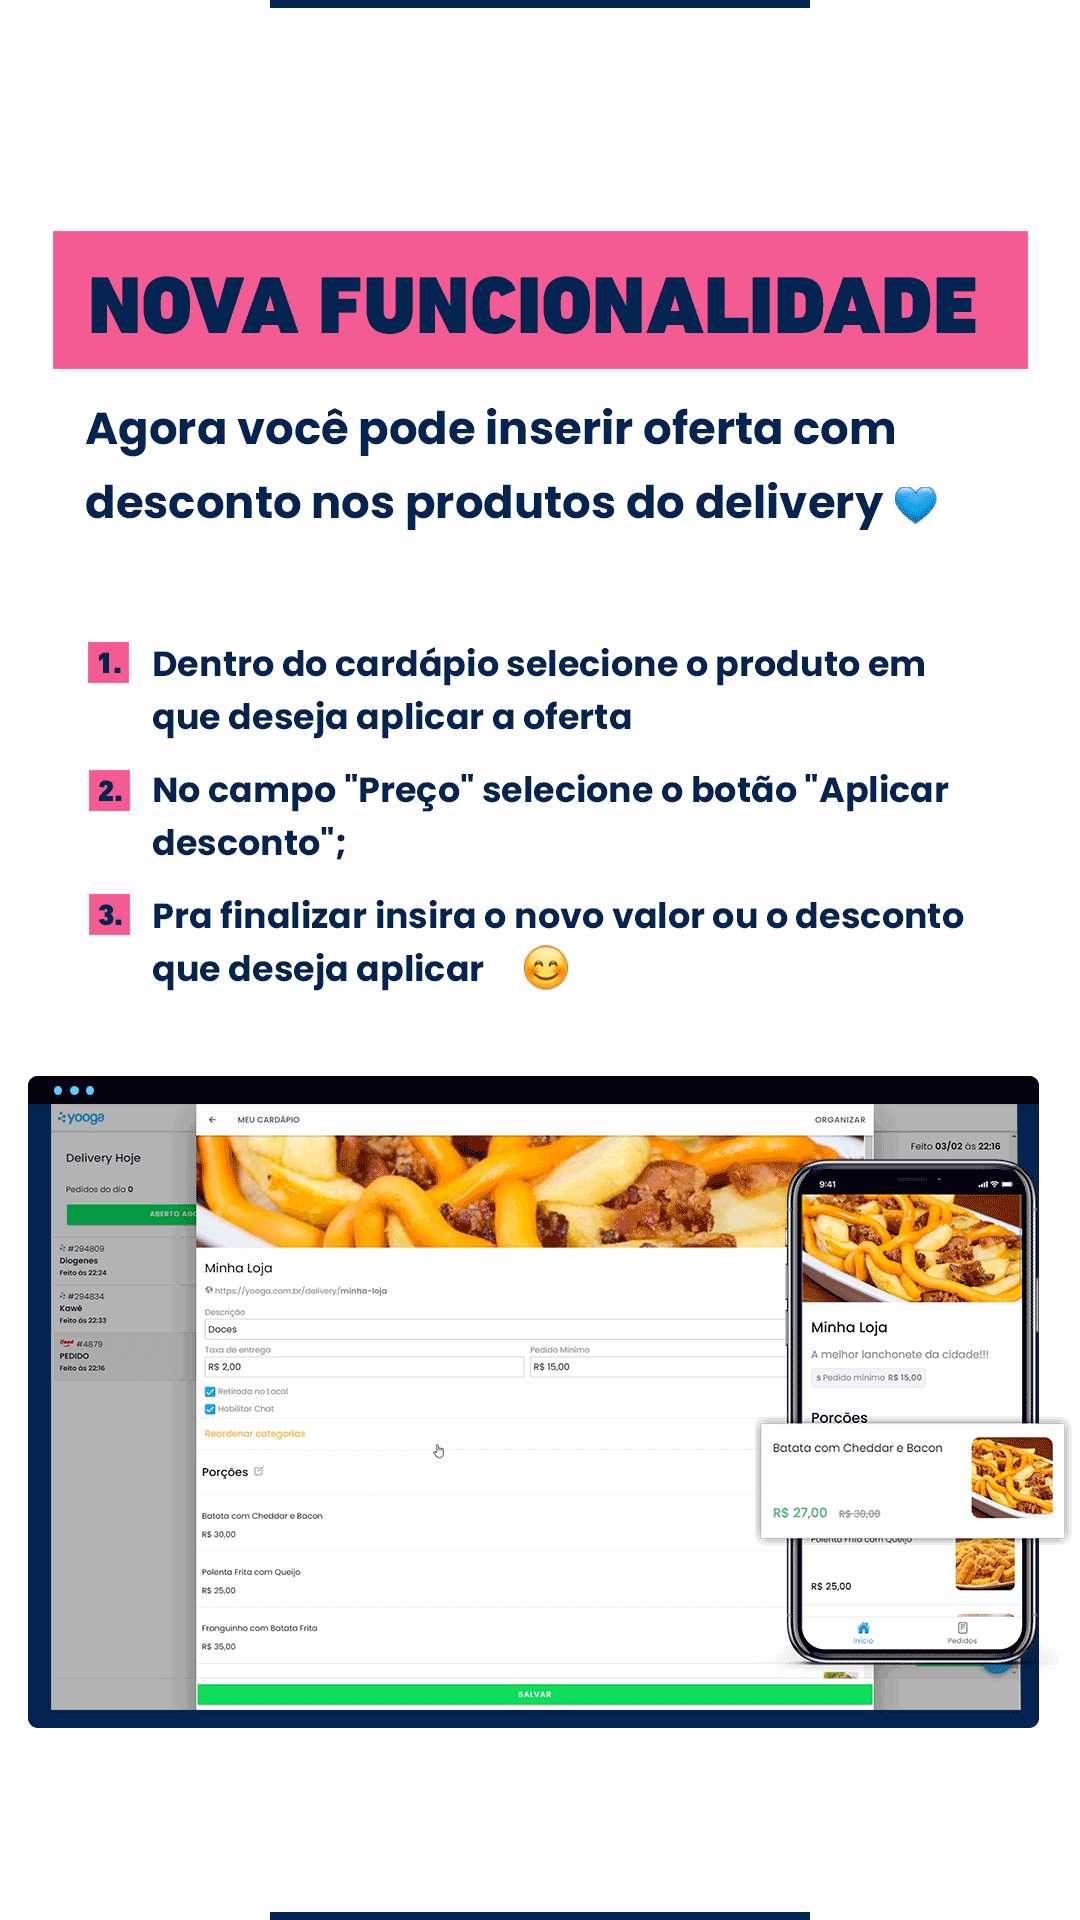 NOVA FUNCIONALIDADE
Agora você pode inserir oferta com
desconto nos produtos do delivery
1. Dentro do cardápio selecione o produto em
que deseja aplicar a oferta
2. No campo "Preço" selecione o botão "Aplicar
desconto";
3. Pra finalizar insira o novo valor ou o desconto
que deseja aplicar
yooga
Delivery Hoje
Pedidos do dia 0
ABERTO AGO
#294809
Diogenes
Feito às 22:24
#294834
Kawê
Feito às 22:33
#4879
PEDIDO
Feito às 22:16
MEU CARDÁPIO
ORGANIZAR
Feito 03/02 às 22:16
Minha Loja
https://yooga.com.br/delivery/minha-loja
Descrição
Doces
Taxa de entrega
Pedido Minimo
R$ 2,00
R$ 15,00
Retirada no Local
Habilitar Chat
Reordenar categorias
Porções
Batata com Cheddar e Bacon
R$ 30,00
Polenta Frita com Queijo
R$ 25,00
Franguinho com Batata Frita
R$ 35,00
SALVAR
9:41
Minha Loja
A melhor lanchonete da cidade!!!
$ Pedido mínimo R$ 15,00
Porções
Batata com Cheddar e Bacon
R$ 27,00 R$ 30,00
Polenta Frita com Queijo
R$ 25,00
Início
Pedidos